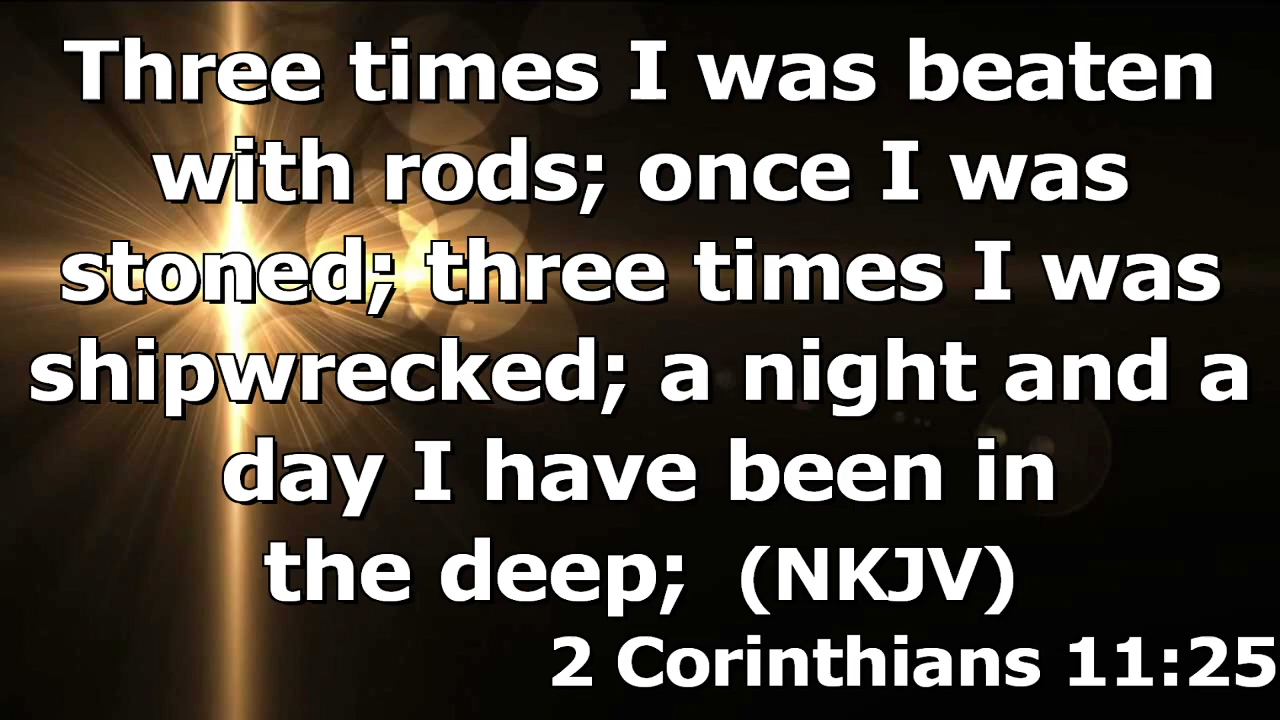 Three times I was beaten
with rods; once I was
stoned; three times I was
shipwrecked; a night and a
day I have been in
the deep; (NKJV)
2 Corinthians 11:25